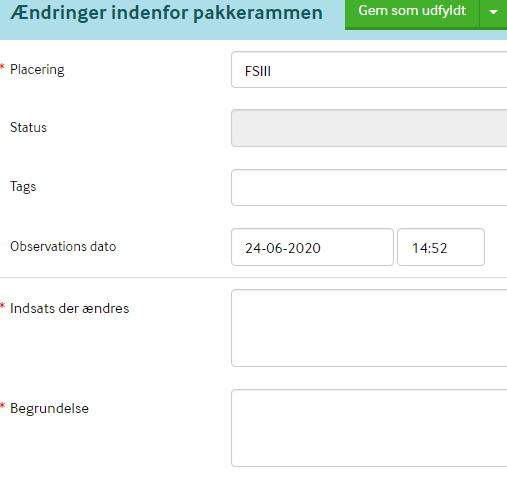 Ændringer indenfor pakkerammen
Gem som udfyldt
* Placering
FSIII
Status
Tags
Observations dato
24-06-2020
14:52
* Indsats der ændres
* Begrundelse